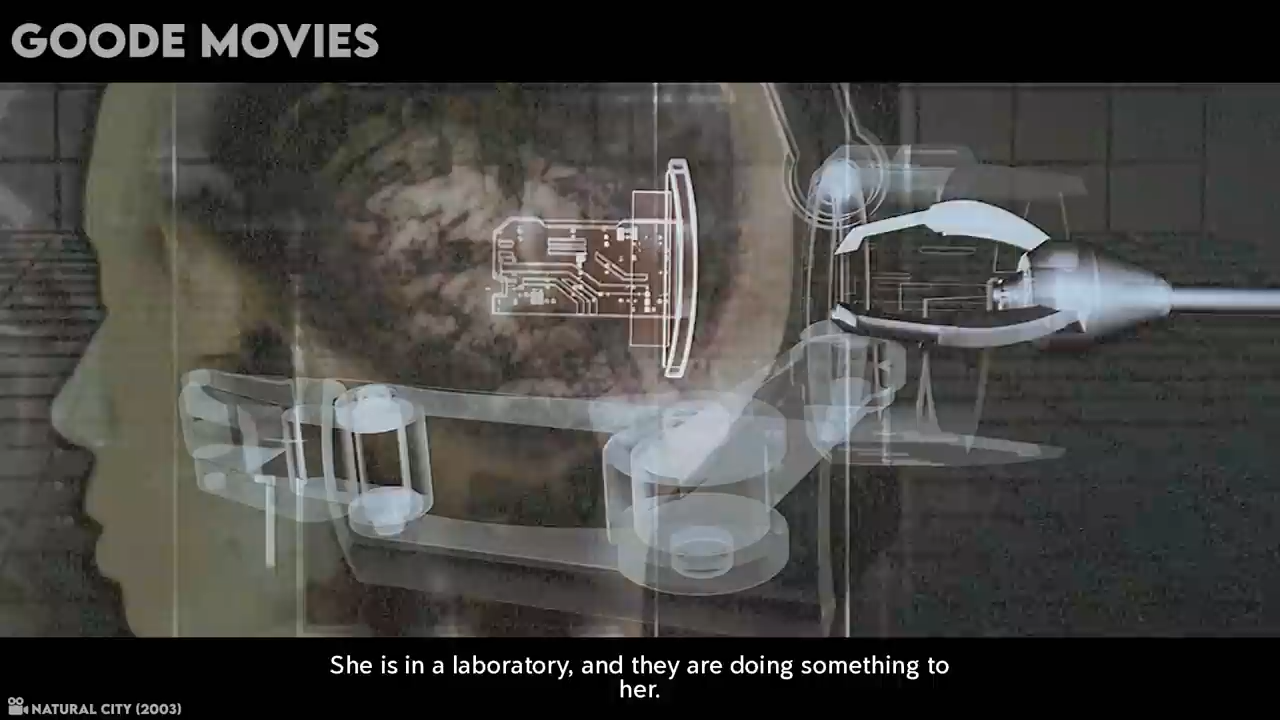 GOODE MOVIES
She is in a laboratory, and they are doing something to
her.
NATURAL CITY (2003)